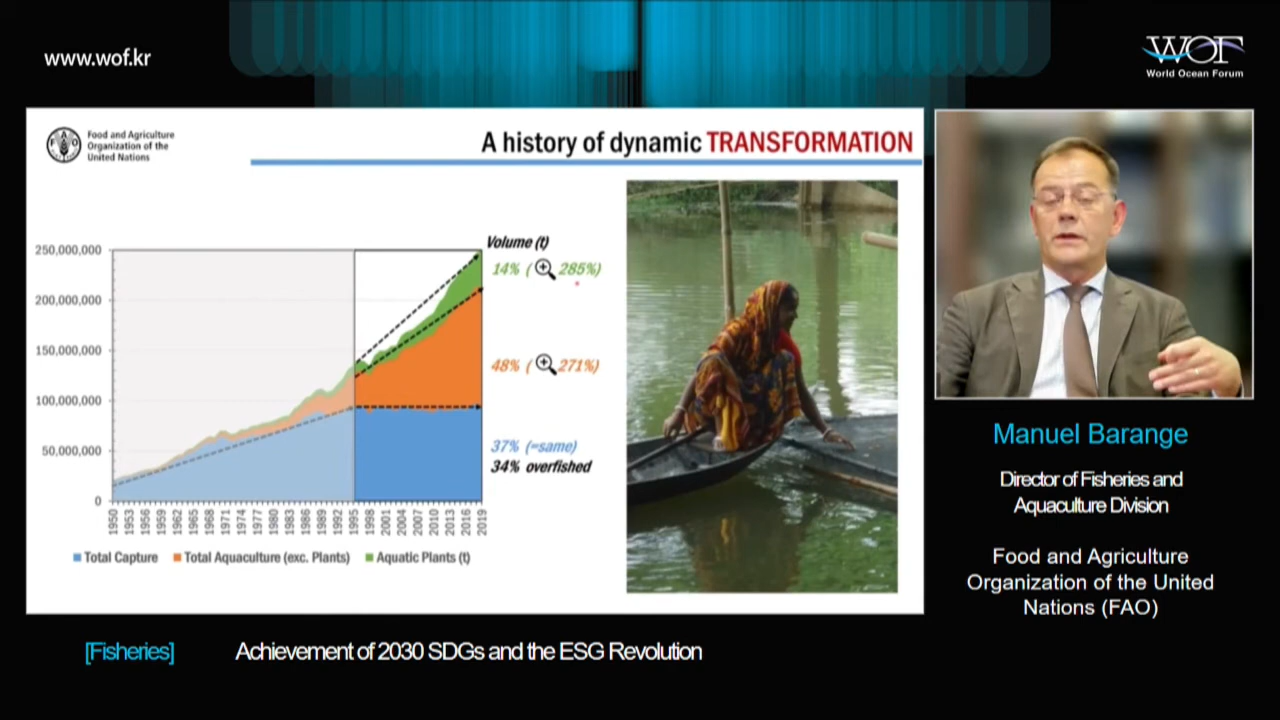 www.wof.kr
WOF
World Ocean Forum
Food and Agriculture
Organization of the
United Nations
A history of dynamic TRANSFORMATION
Volume (t)
250,000,000
200,000,000
150,000,000
100,000,000
50,000,000
0
14% ( 285%)
48% ( 271%)
37% (=same)
34% overfished
1950
1953
1956
1959
1962
1965
1968
1971
1974
1977
1980
1983
1986
1989
1992
1995
1998
2001
2004
2007
2010
2013
2016
2019
Total Capture
Total Aquaculture (exc. Plants)
Aquatic Plants (t)
Manuel Barange
Director of Fisheries and
Aquaculture Division
Food and Agriculture
Organization of the United
Nations (FAO)
[Fisheries] Achievement of 2030 SDGs and the ESG Revolution